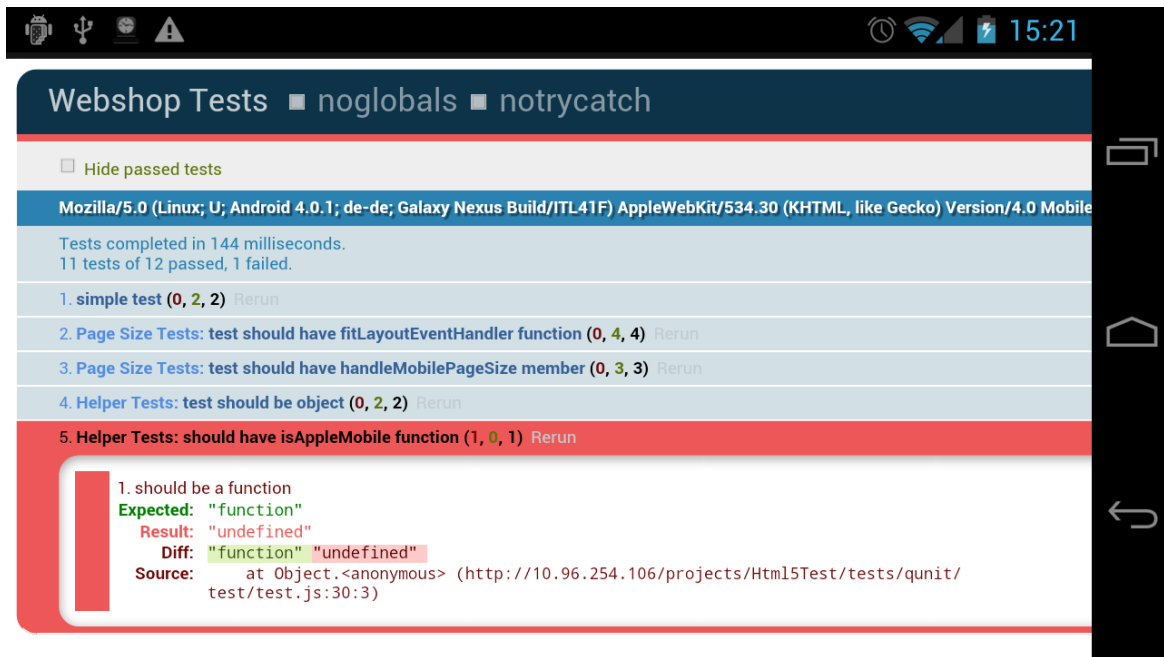 15:21
Webshop Tests noglobals notrycatch
Hide passed tests
Mozilla/5.0 (Linux; U; Android 4.0.1; de-de; Galaxy Nexus Build/ITL41F) AppleWebKit/534.30 (KHTML, like Gecko) Version/4.0 Mobile
Tests completed in 144 milliseconds.
11 tests of 12 passed, 1 failed.
1. simple test (0, 2, 2) Rerun
2. Page Size Tests: test should have fitLayoutEventHandler function (0, 4, 4) Rerun
3. Page Size Tests: test should have handleMobilePageSize member (0, 3, 3) Rerun
4. Helper Tests: test should be object (0, 2, 2) Rerun
5. Helper Tests: should have isAppleMobile function (1, 0, 1) Rerun
1. should be a function
Expected: "function"
Result: "undefined"
Diff: "function" "undefined"
Source: at Object.<anonymous> (http://10.96.254.106/projects/Html5Test/tests/qunit/
test/test.js:30:3)